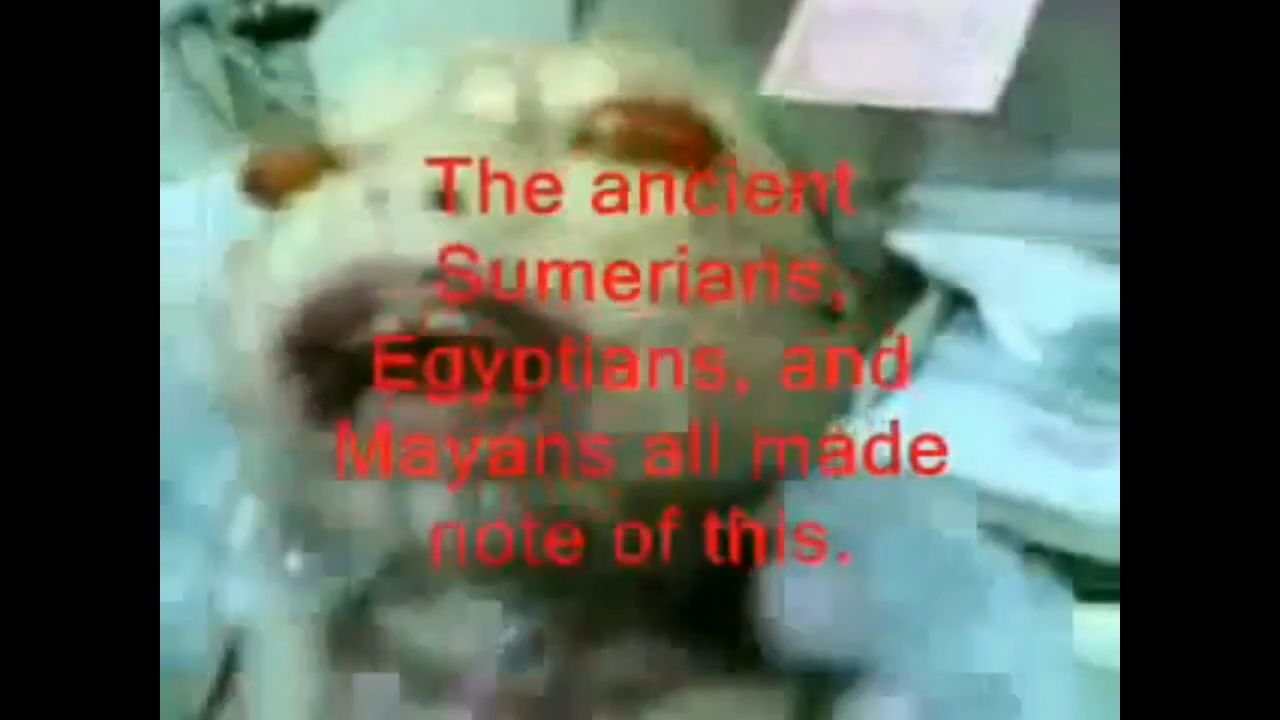 The ancient
Sumerians,
Egyptians, and
Mayans all made
note of this.